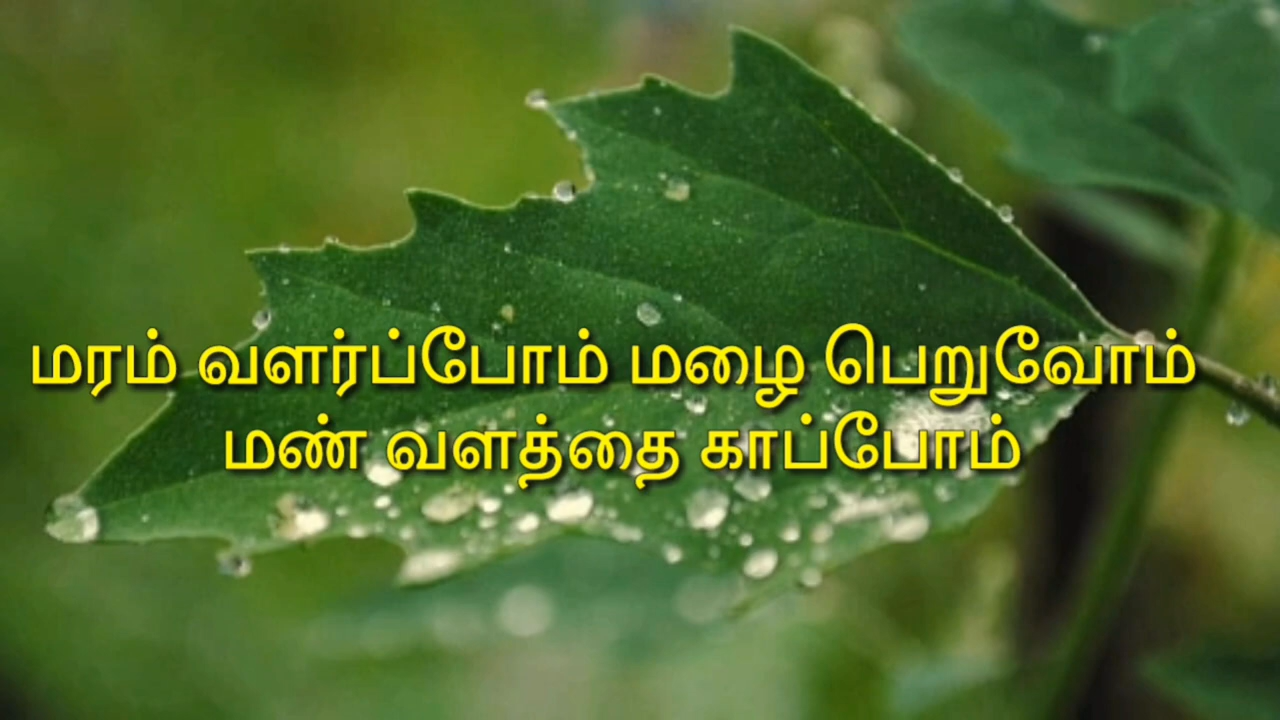 மரம் வளர்ப்போம் மழை பெறுவோம்
மண் வளத்தை காப்போம்